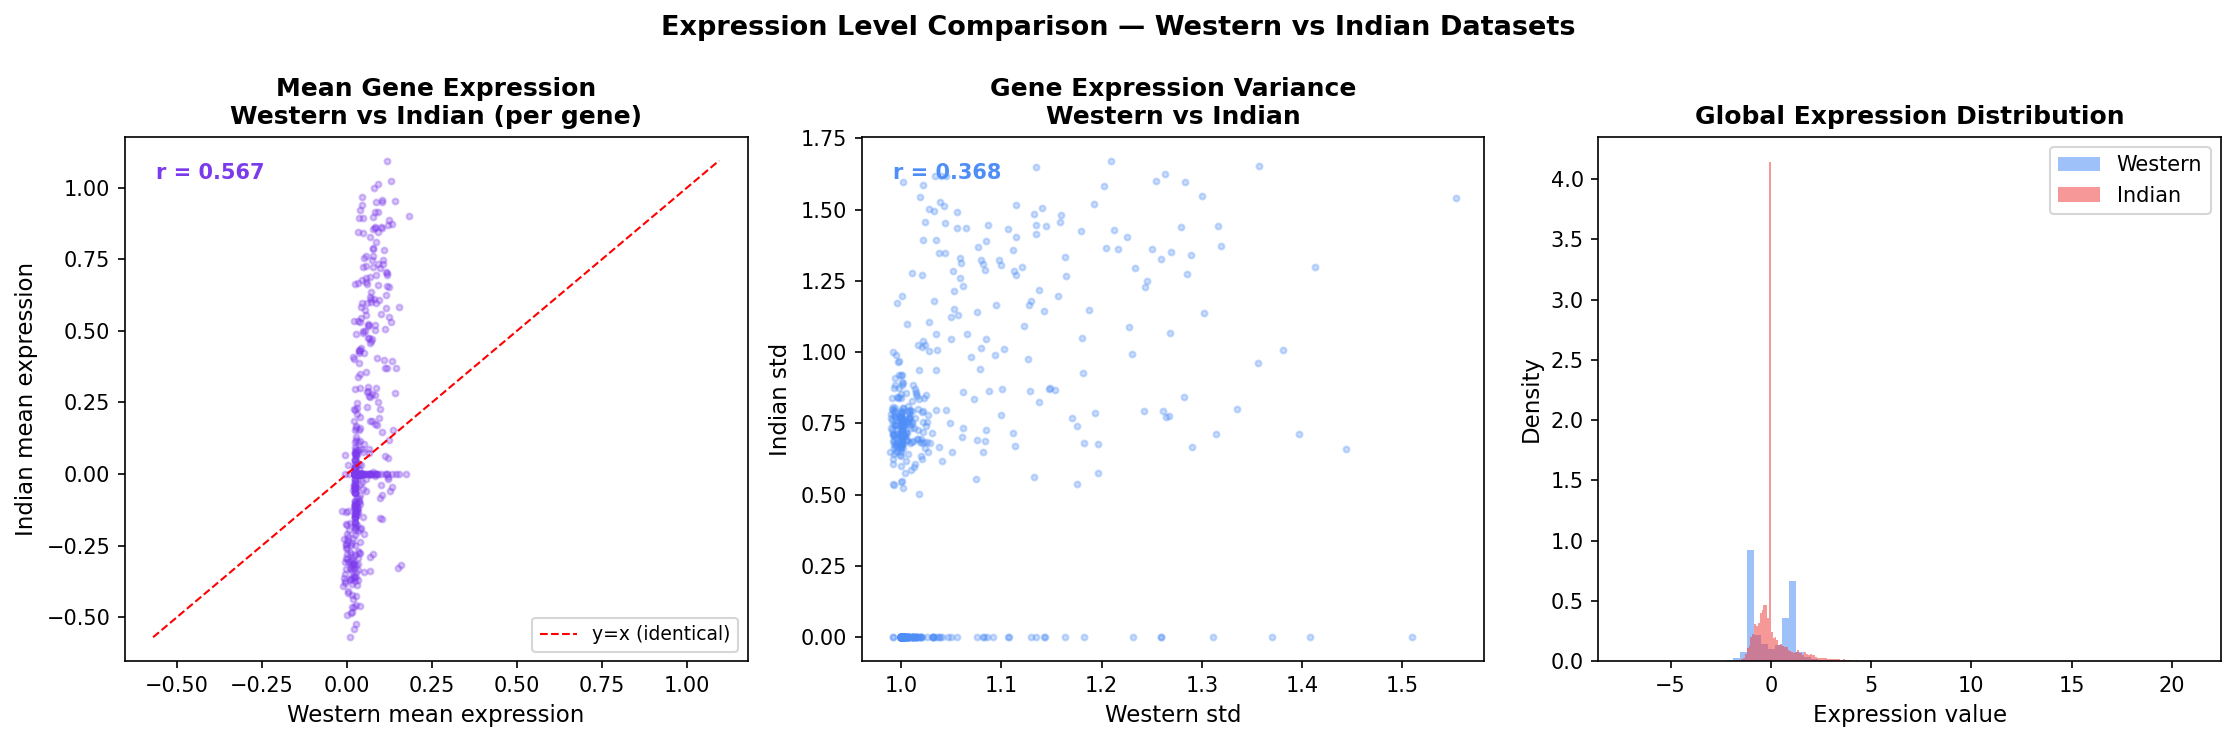 Expression Level Comparison — Western vs Indian Datasets
Mean Gene Expression
Western vs Indian (per gene)
r = 0.567
1.00
0.75
0.50
0.25
0.00
−0.25
−0.50
Indian mean expression
y=x (identical)
−0.50
−0.25
0.00
0.25
0.50
0.75
1.00
Western mean expression
Gene Expression Variance
Western vs Indian
r = 0.368
1.75
1.50
1.25
1.00
0.75
0.50
0.25
0.00
Indian std
1.0
1.1
1.2
1.3
1.4
1.5
Western std
Global Expression Distribution
Western
Indian
4.0
3.5
3.0
2.5
2.0
1.5
1.0
0.5
0.0
Density
−5
0
5
10
15
20
Expression value